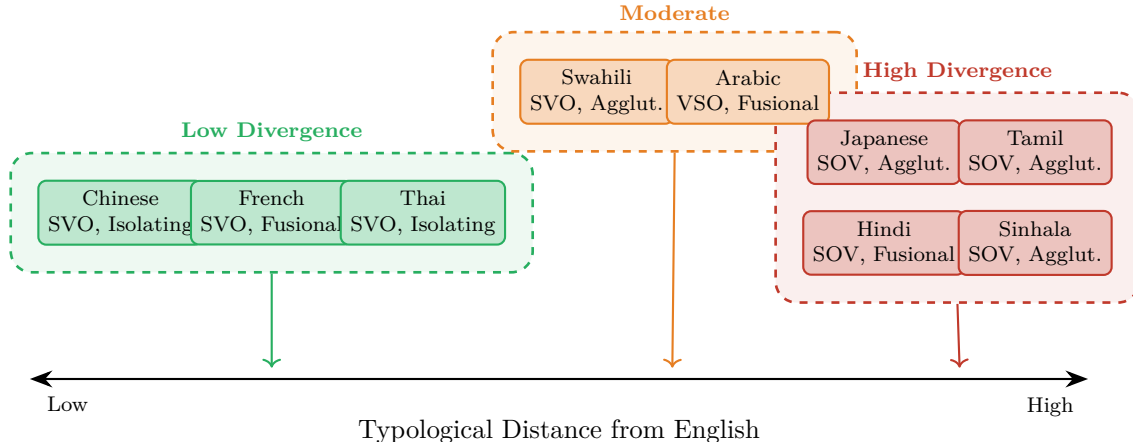 Moderate
Swahili
SVO, Agglut.
Arabic
VSO, Fusional
High Divergence
Japanese
SOV, Agglut.
Tamil
SOV, Agglut.
Low Divergence
Chinese
SVO, Isolating
French
SVO, Fusional
Thai
SVO, Isolating
Hindi
SOV, Fusional
Sinhala
SOV, Agglut.
Low
High
Typological Distance from English